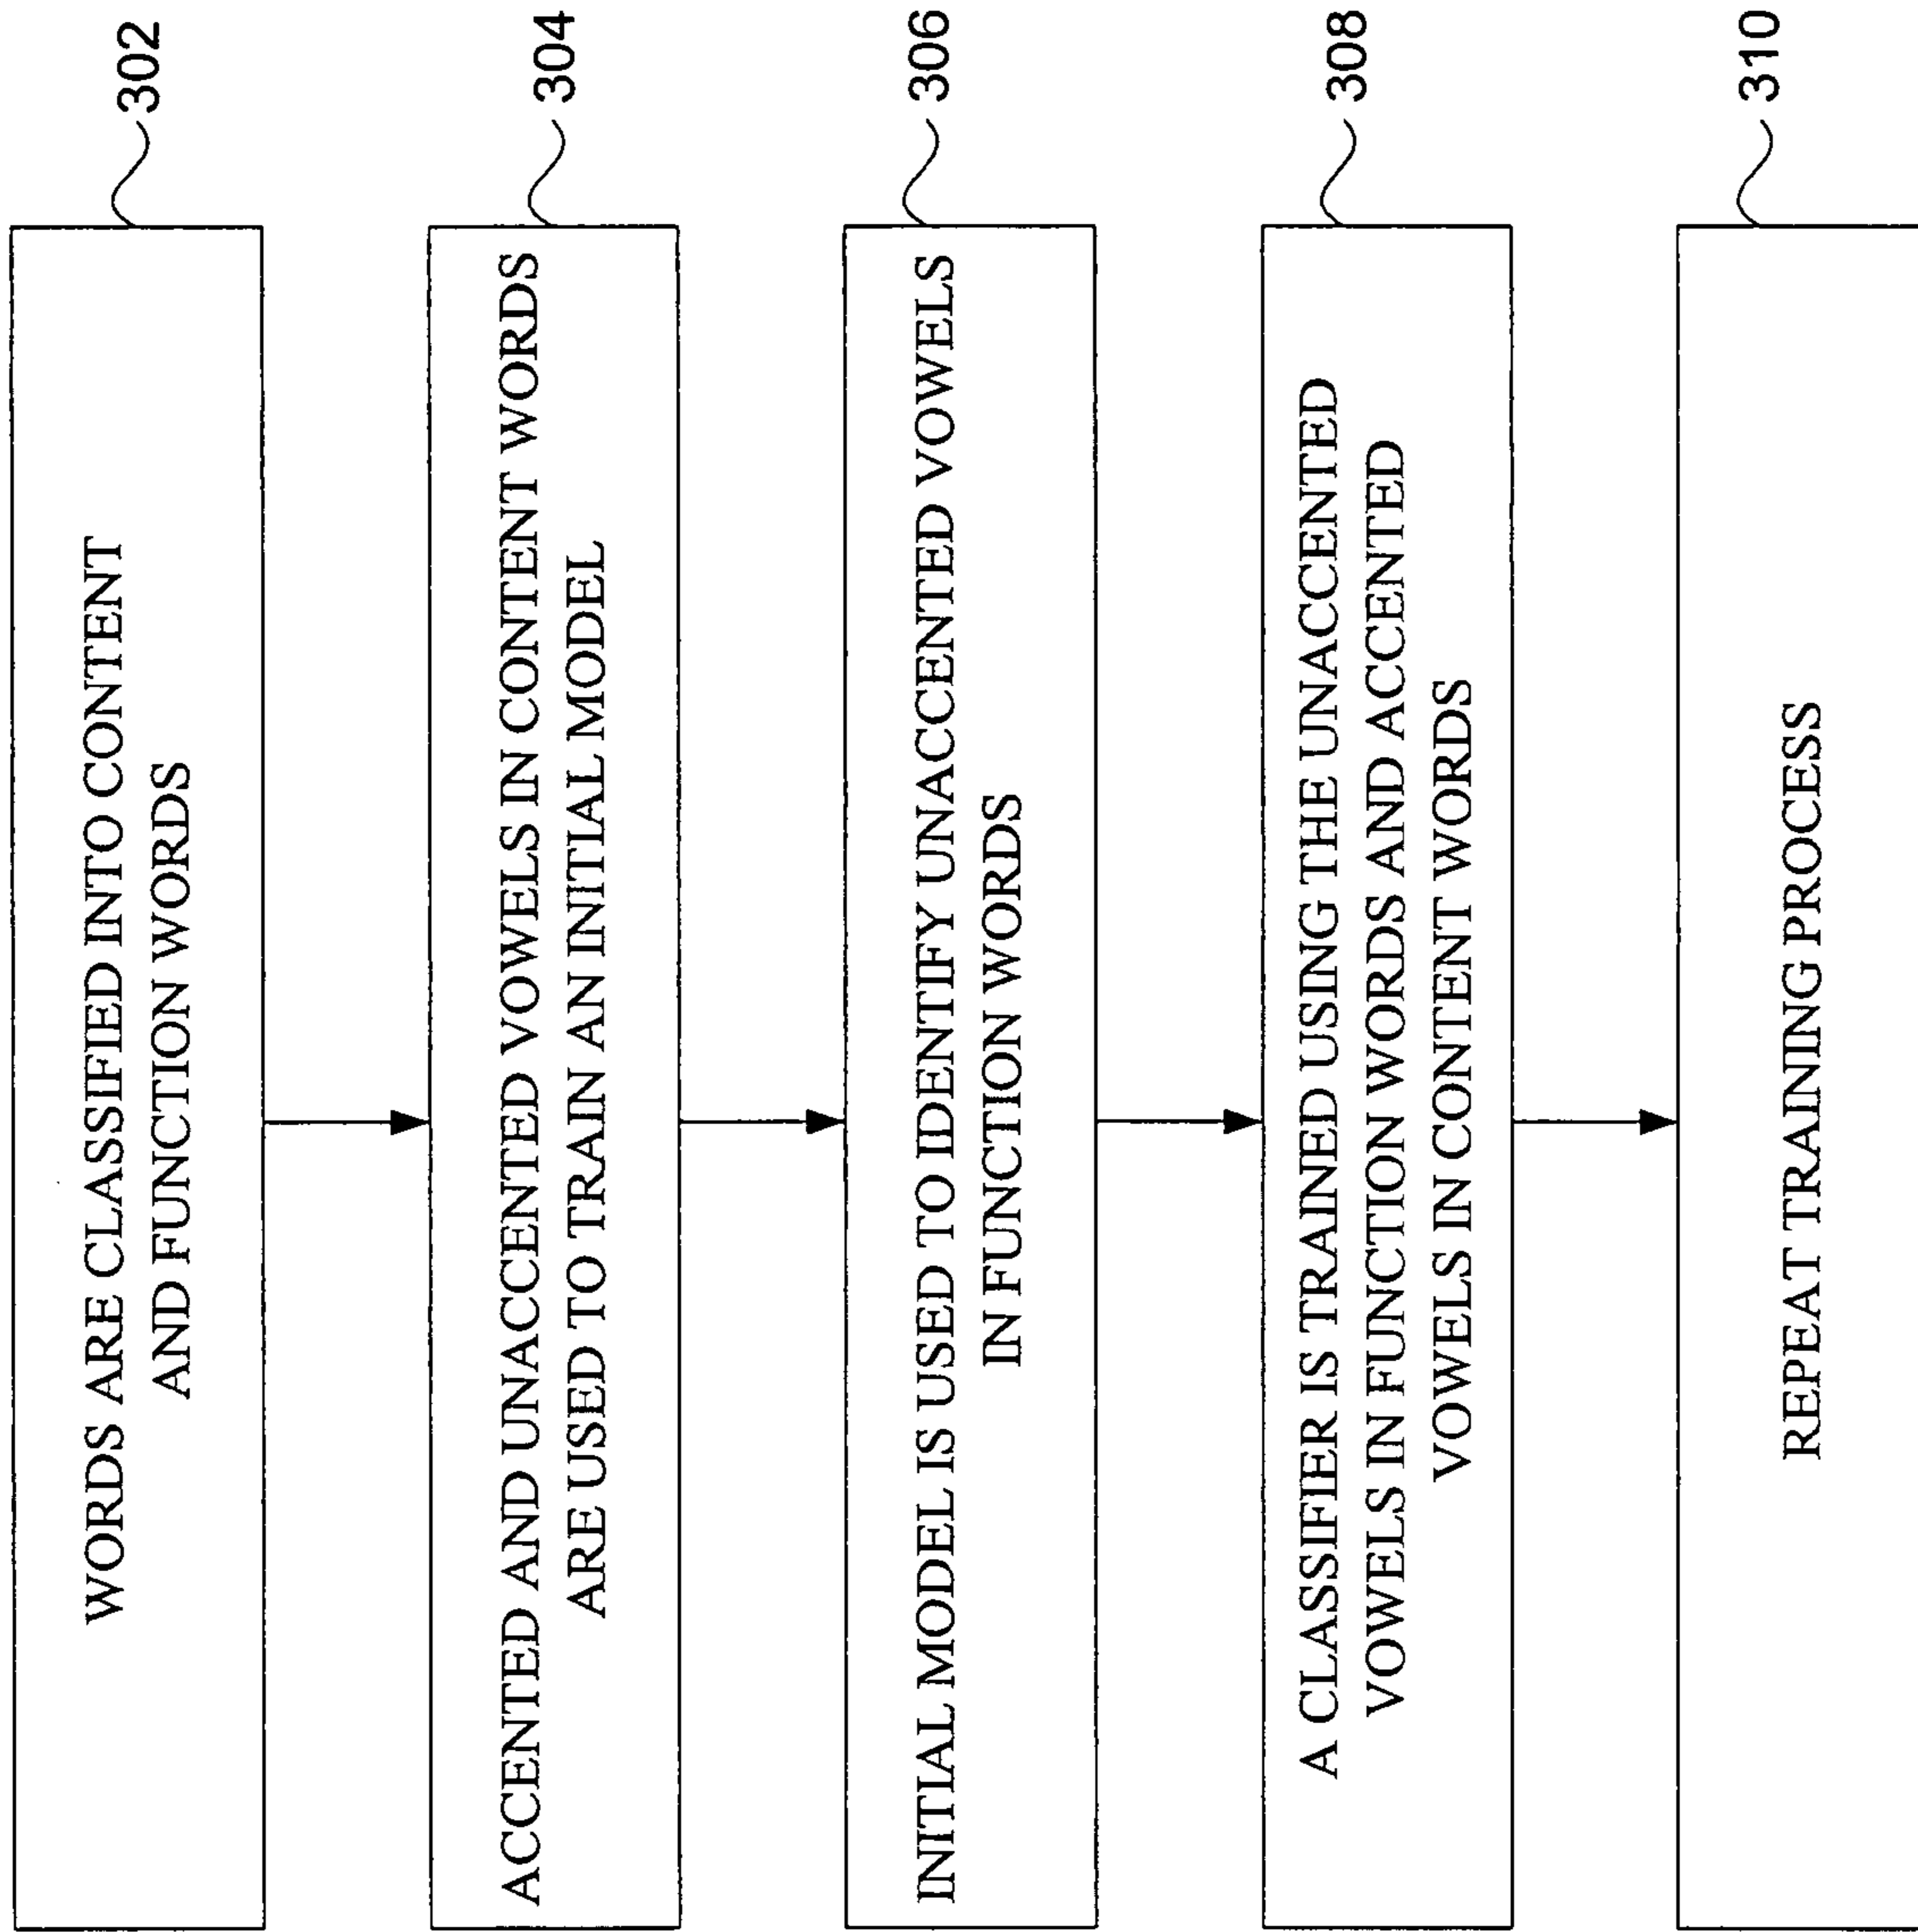 WORDS ARE CLASSIFIED INTO CONTENT
AND FUNCTION WORDS
302
ACCENTED AND UNACCENTED VOWELS IN CONTENT WORDS
ARE USED TO TRAIN AN INITIAL MODEL
304
INITIAL MODEL IS USED TO IDENTIFY UNACCENTED VOWELS
IN FUNCTION WORDS
306
A CLASSIFIER IS TRAINED USING THE UNACCENTED
VOWELS IN FUNCTION WORDS AND ACCENTED
VOWELS IN CONTENT WORDS
308
REPEAT TRAINING PROCESS
310